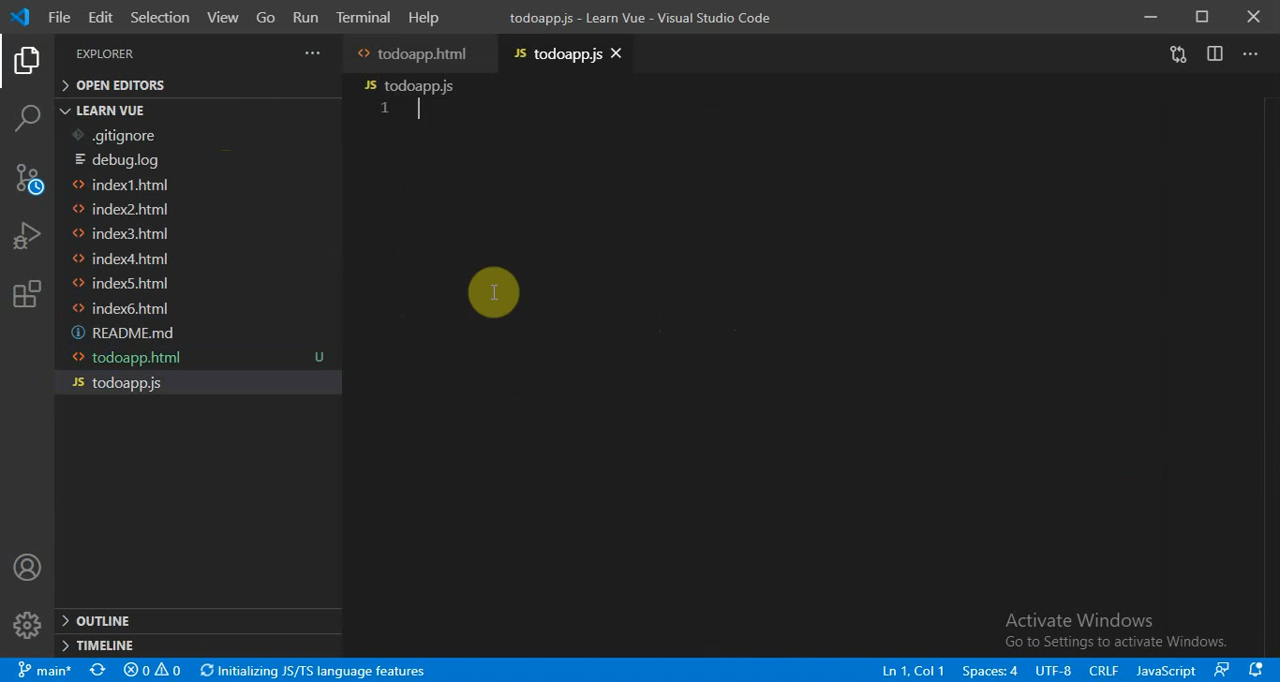 File Edit Selection View Go Run Terminal Help
todoapp.js - Learn Vue - Visual Studio Code
EXPLORER
OPEN EDITORS
LEARN VUE
.gitignore
debug.log
index1.html
index2.html
index3.html
index4.html
index5.html
index6.html
README.md
todoapp.html U
JS todoapp.js
OUTLINE
TIMELINE
todoapp.html
JS todoapp.js
JS todoapp.js
1
Activate Windows
Go to Settings to activate Windows.
main* 0 0 Initializing JS/TS language features
Ln 1, Col 1 Spaces: 4 UTF-8 CRLF JavaScript